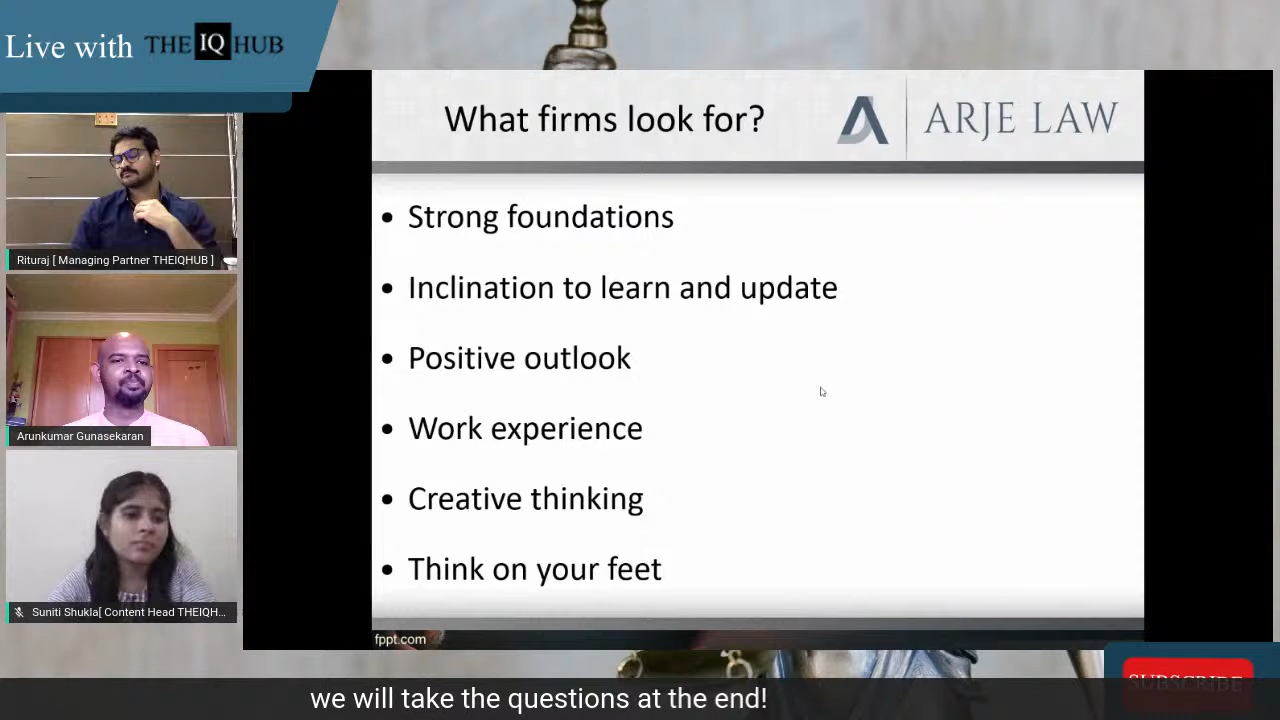 Live with THE IQ HUB
Rituraj [ Managing Partner THEIQHUB ]
Arunkumar Gunasekaran
Suniti Shukla[ Content Head THEIQH...
What firms look for?
ARJE LAW
• Strong foundations
• Inclination to learn and update
• Positive outlook
• Work experience
• Creative thinking
• Think on your feet
fppt.com
SUBSCRIBE
we will take the questions at the end!